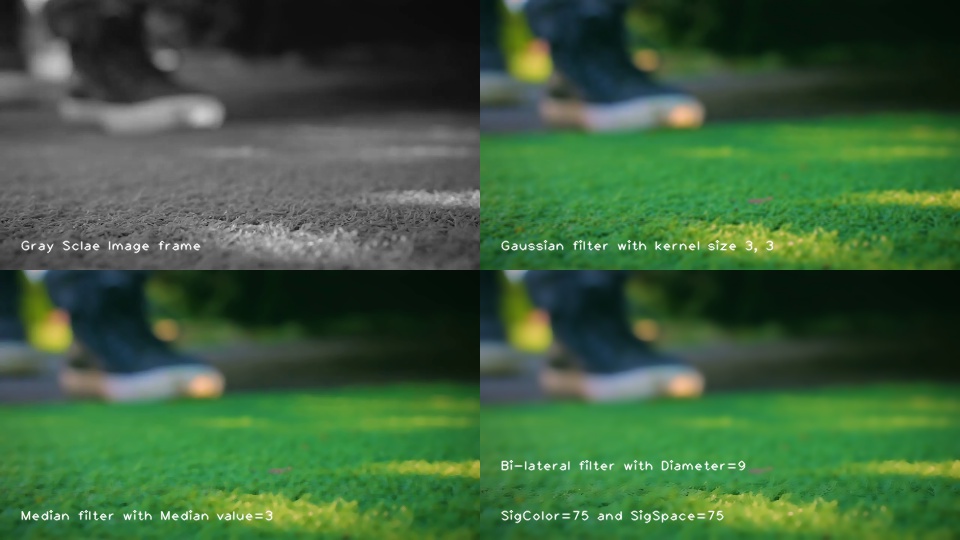 Gray Sclae Image frame
Gaussian filter with kernel size 3, 3
Median filter with Median value=3
Bi-lateral filter with Diameter=9
SigColor=75 and SigSpace=75